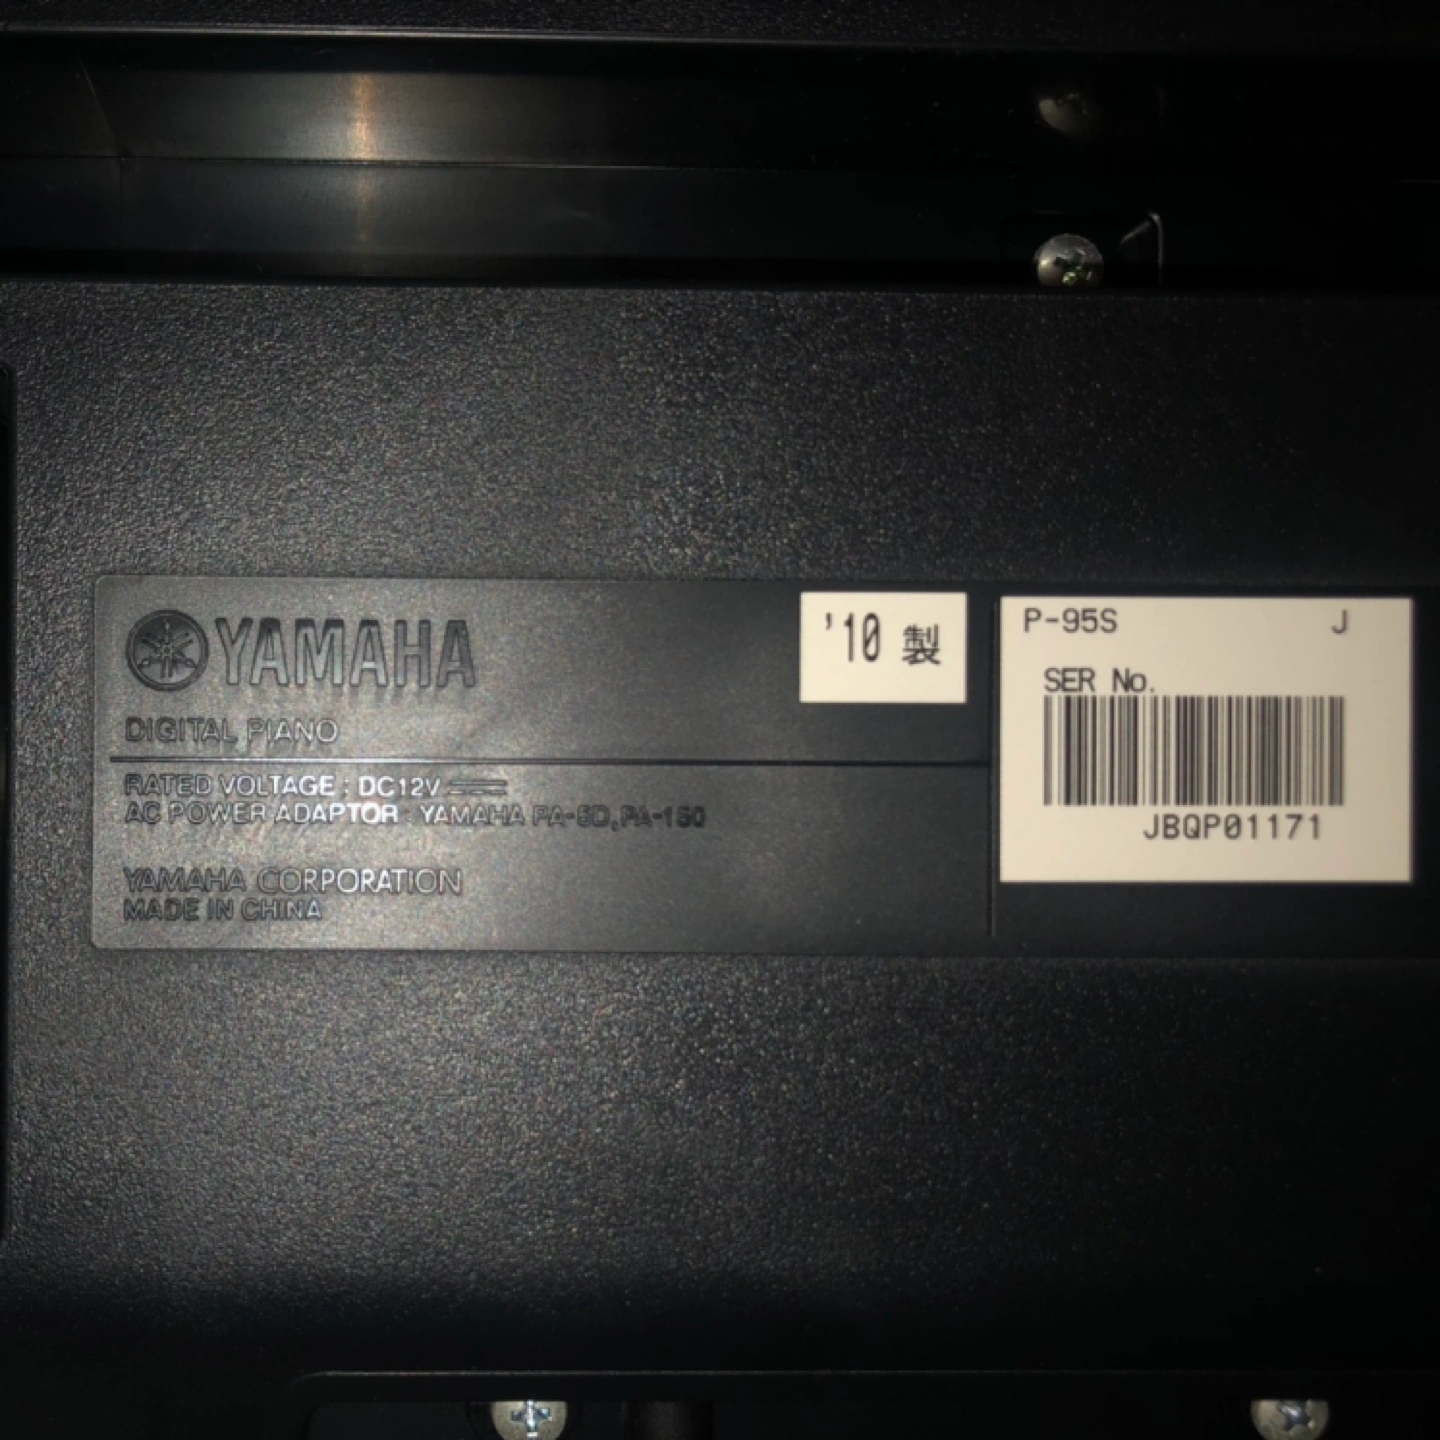 YAMAHA
DIGITAL PIANO
RATED VOLTAGE : DC12V
AC POWER ADAPTOR : YAMAHA PA-5D, PA-150
YAMAHA CORPORATION
MADE IN CHINA
'10 製
P-95S J
SER No.
JBQP01171